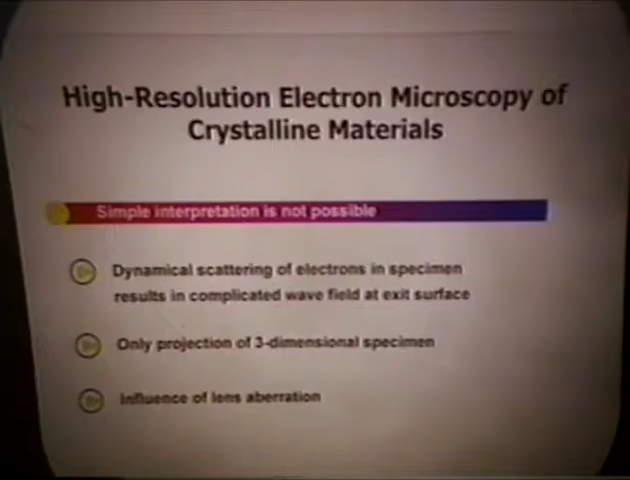 High-Resolution Electron Microscopy of
Crystalline Materials
Simple interpretation is not possible
Dynamical scattering of electrons in specimen
results in complicated wave field at exit surface
Only projection of 3-dimensional specimen
Influence of lens aberration